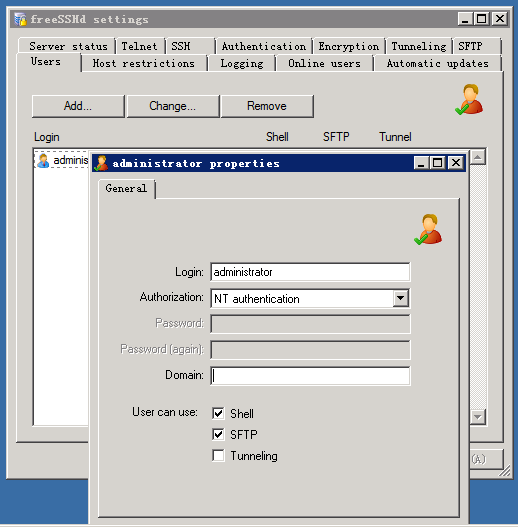 freeSSHd settings
Server status Telnet SSH Authentication Encryption Tunneling SFTP
Users Host restrictions Logging Online users Automatic updates
Add... Change... Remove
Login Shell SFTP Tunnel
adminis
administrator properties
General
Login: administrator
Authorization: NT authentication
Password:
Password (again):
Domain:
User can use: Shell
SFTP
Tunneling
(A)